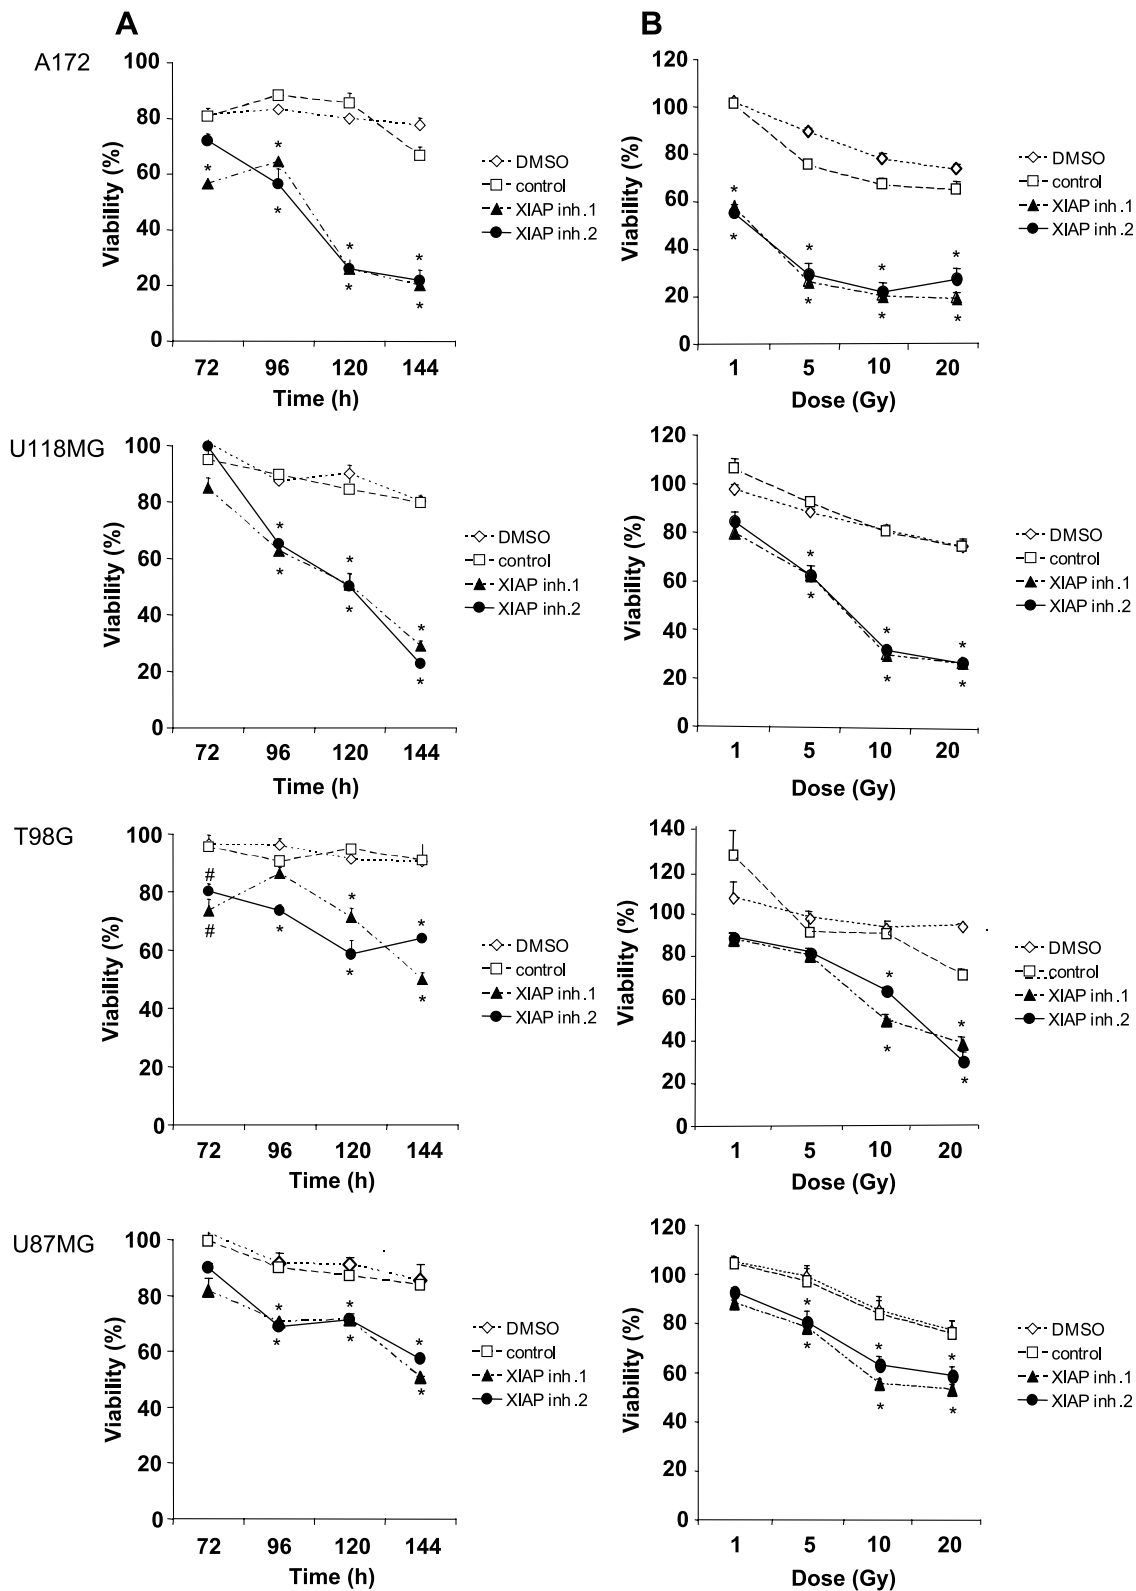 A
B
A172
100
80
60
40
20
0
Viability (%)
72 96 120 144
Time (h)
* * * * * * *
DMSO
control
XIAP inh.1
XIAP inh.2
120
100
80
60
40
20
0
Viability (%)
1 5 10 20
Dose (Gy)
* * * * * * * *
DMSO
control
XIAP inh.1
XIAP inh.2
U118MG
100
80
60
40
20
0
Viability (%)
72 96 120 144
Time (h)
* * * * * *
DMSO
control
XIAP inh.1
XIAP inh.2
120
100
80
60
40
20
0
Viability (%)
1 5 10 20
Dose (Gy)
* * * * * *
DMSO
control
XIAP inh.1
XIAP inh.2
T98G
100
80
60
40
20
0
Viability (%)
72 96 120 144
Time (h)
# # * * * * *
DMSO
control
XIAP inh.1
XIAP inh.2
140
120
100
80
60
40
20
0
Viability (%)
1 5 10 20
Dose (Gy)
* * * *
DMSO
control
XIAP inh.1
XIAP inh.2
U87MG
100
80
60
40
20
0
Viability (%)
72 96 120 144
Time (h)
* * * * * *
DMSO
control
XIAP inh.1
XIAP inh.2
120
100
80
60
40
20
0
Viability (%)
1 5 10 20
Dose (Gy)
* * * * * *
DMSO
control
XIAP inh.1
XIAP inh.2